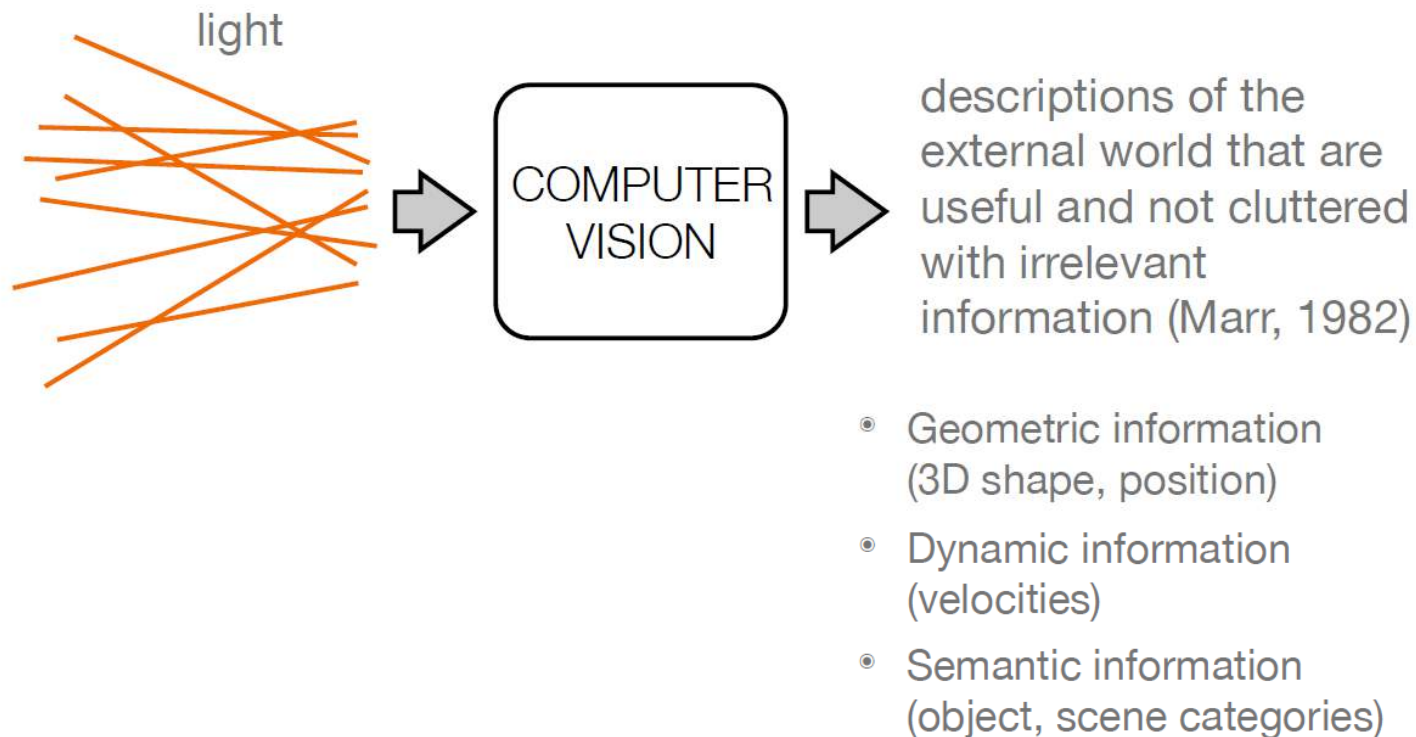 light
COMPUTER
VISION
descriptions of the
external world that are
useful and not cluttered
with irrelevant
information (Marr, 1982)
Geometric information
(3D shape, position)
Dynamic information
(velocities)
Semantic information
(object, scene categories)